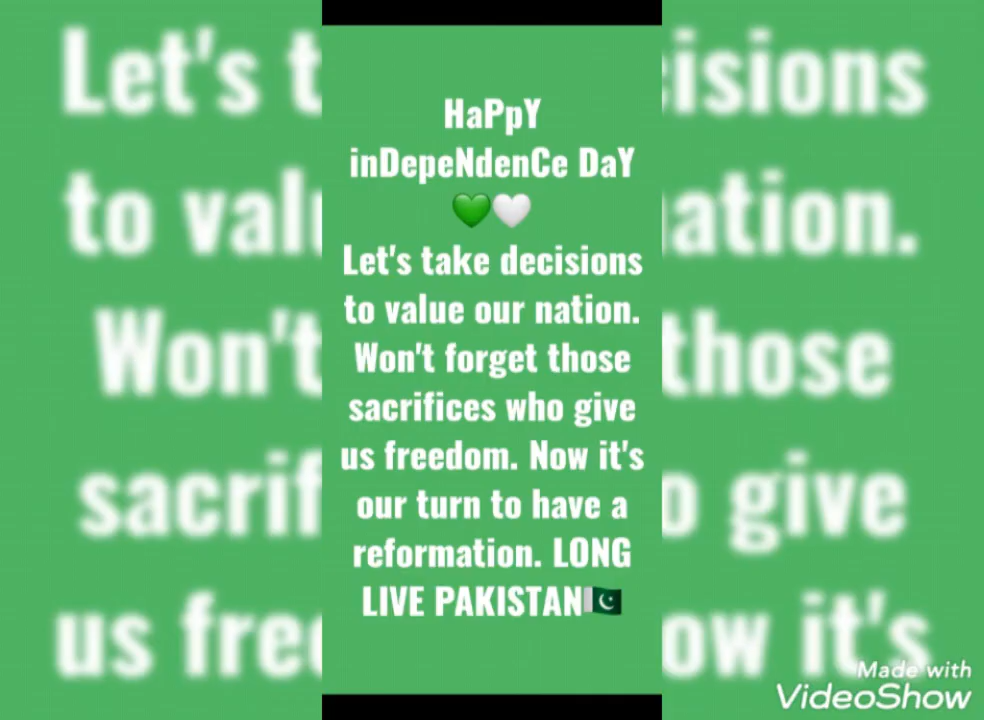 HaPpY
inDepeNdenCe DaY
💚🤍
Let's take decisions
to value our nation.
Won't forget those
sacrifices who give
us freedom. Now it's
our turn to have a
reformation. LONG
LIVE PAKISTAN🇵🇰
Made with
VideoShow